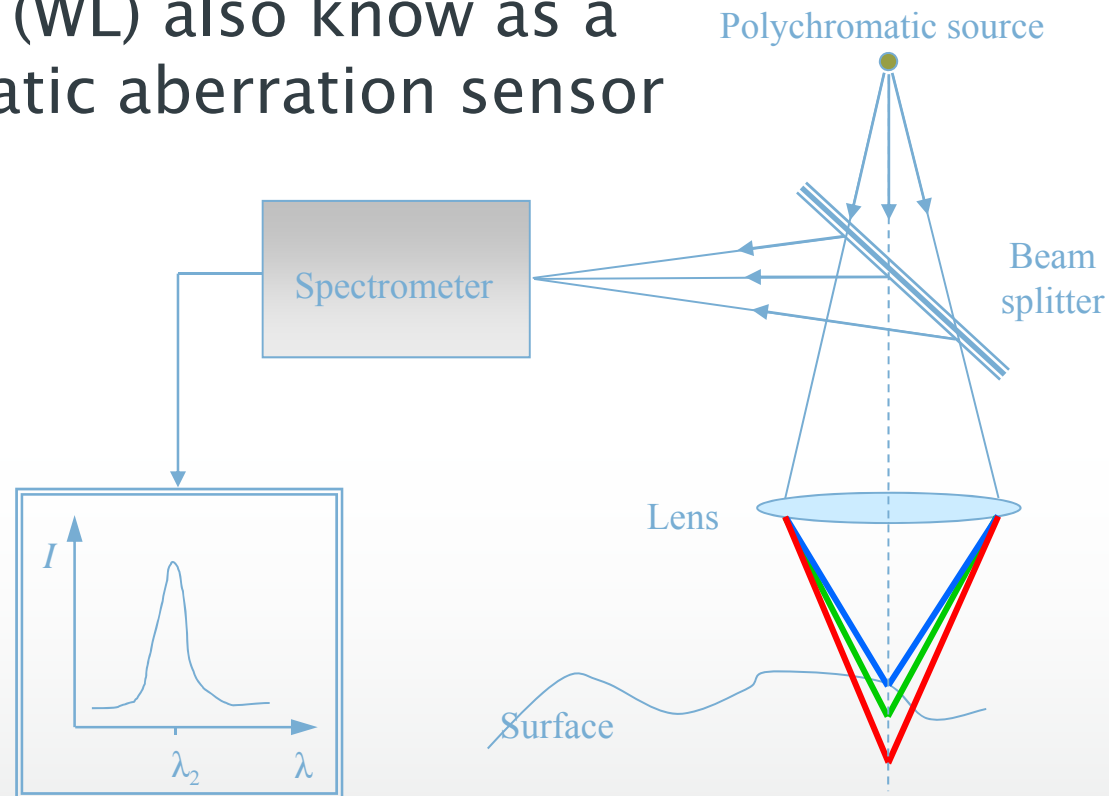 (WL) also know as a
atic aberration sensor
Polychromatic source
Spectrometer
Beam
splitter
Lens
I
Surface
λ₂
λ